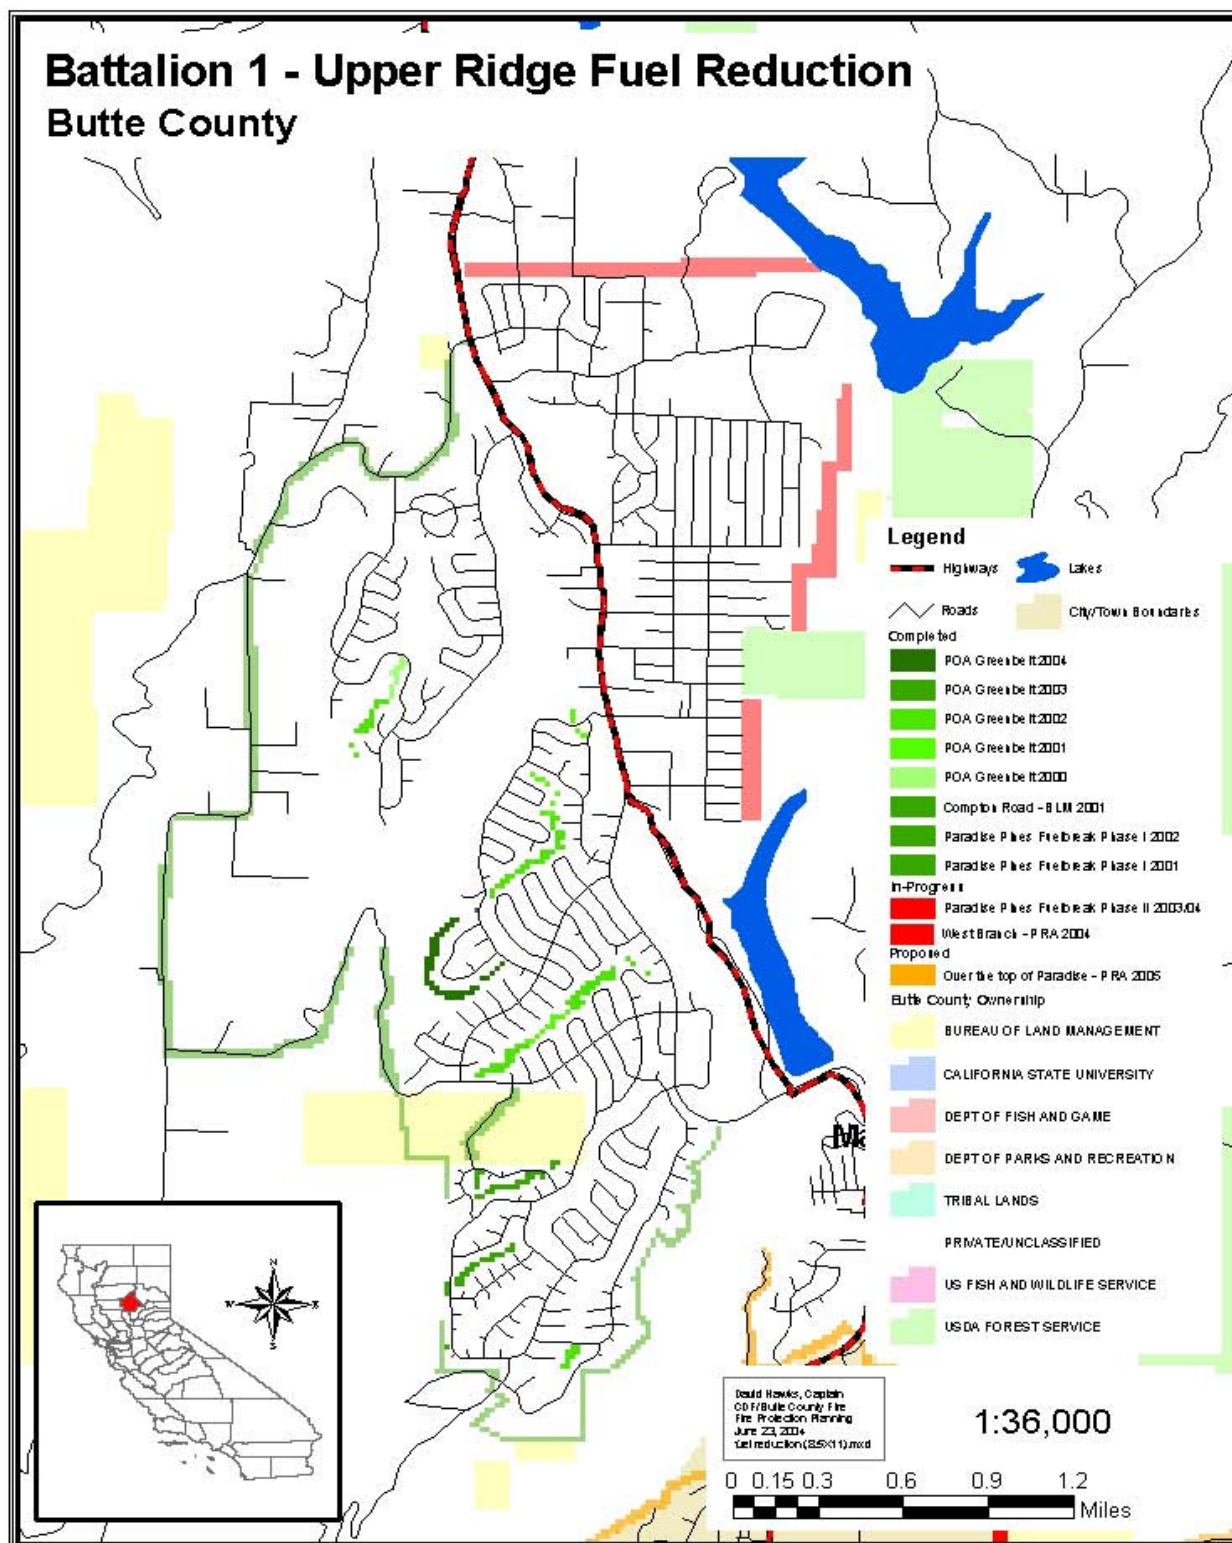 Battalion 1 - Upper Ridge Fuel Reduction
Butte County
Legend
Highways
Lakes
Roads
City/Town Boundaries
Completed
POA Greenbelt 2004
POA Greenbelt 2003
POA Greenbelt 2002
POA Greenbelt 2001
POA Greenbelt 2000
Compton Road - BLM 2001
Paradise Pines Fuelbreak Phase I 2002
Paradise Pines Fuelbreak Phase I 2001
In-Progress
Paradise Pines Fuelbreak Phase II 2003/04
West Branch - PRA 2004
Proposed
Over the top of Paradise - PRA 2005
Butte County Ownership
BUREAU OF LAND MANAGEMENT
CALIFORNIA STATE UNIVERSITY
DEPT OF FISH AND GAME
DEPT OF PARKS AND RECREATION
TRIBAL LANDS
PRIVATE/UNCLASSIFIED
US FISH AND WILDLIFE SERVICE
USDA FOREST SERVICE
Ma
N
W E
S
David Hawks, Captain
CDF/Butte County Fire
Fire Protection Planning
June 23, 2004
fuel reduction (8.5X11).mxd
1:36,000
0 0.15 0.3 0.6 0.9 1.2
Miles